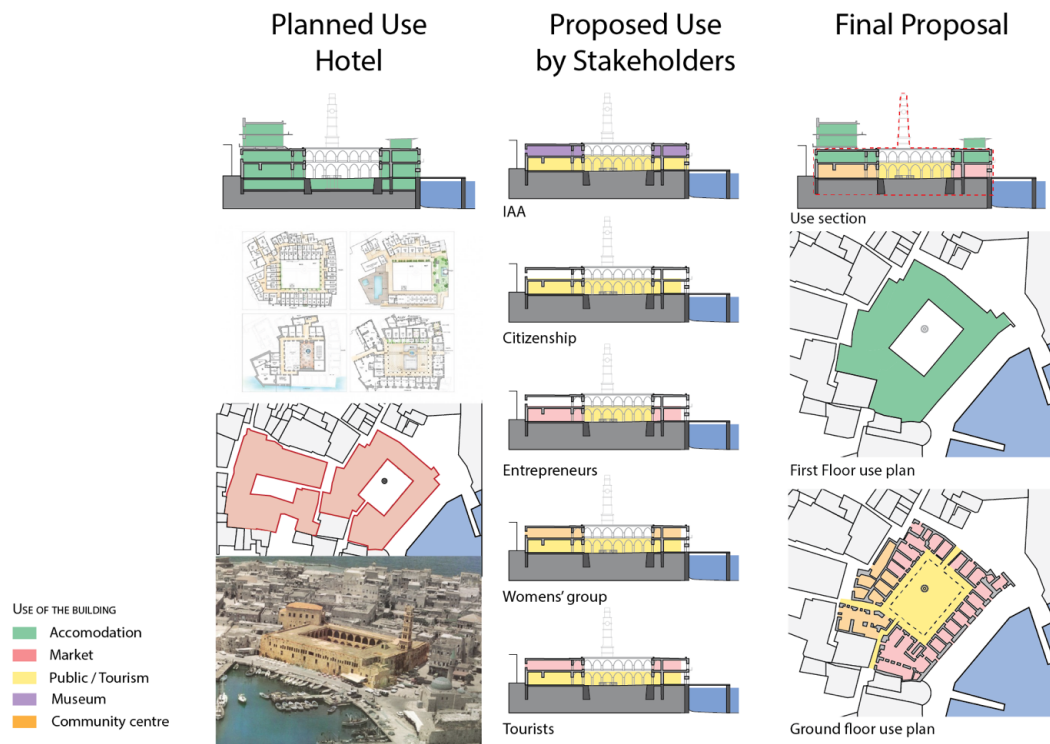 Planned Use
Hotel
Proposed Use
by Stakeholders
Final Proposal
IAA
Citizenship
Entrepreneurs
Womens' group
Tourists
Use section
First Floor use plan
Ground floor use plan
USE OF THE BUILDING
Accomodation
Market
Public / Tourism
Museum
Community centre